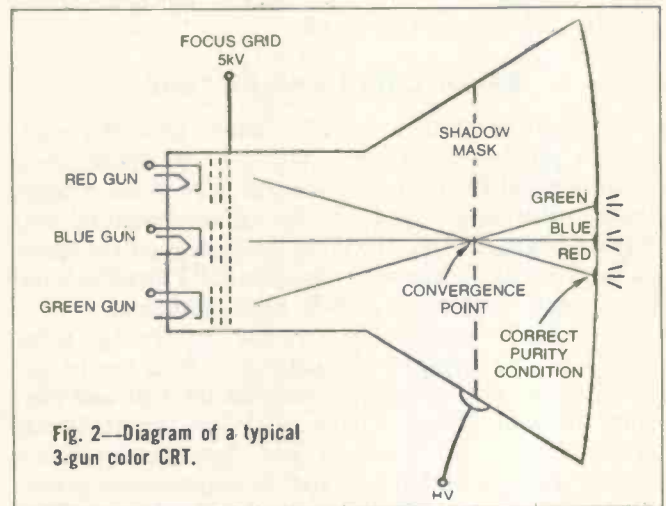 FOCUS GRID
5kV
RED GUN
BLUE GUN
GREEN GUN
SHADOW
MASK
GREEN
BLUE
RED
CONVERGENCE
POINT
CORRECT
PURITY
CONDITION
HV
Fig. 2—Diagram of a typical
3-gun color CRT.